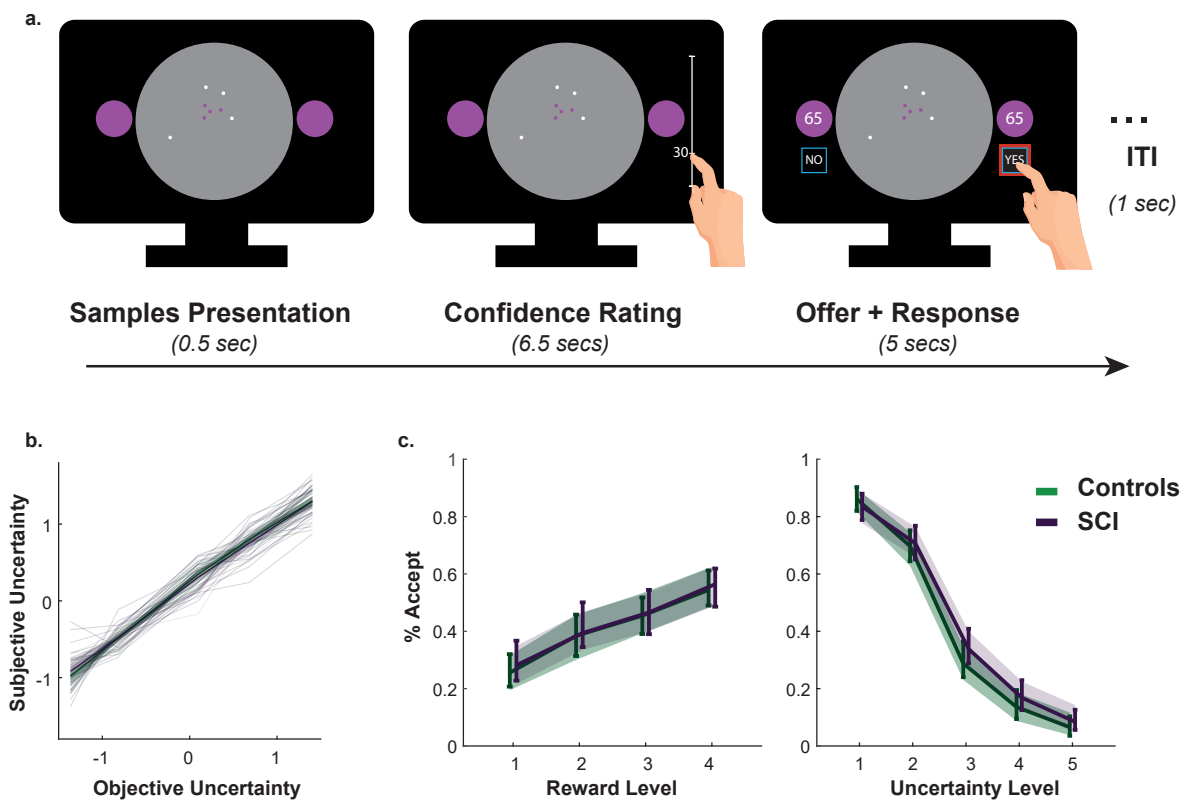 a.
30
65
65
NO
YES
...
ITI
(1 sec)
Samples Presentation
(0.5 sec)
Confidence Rating
(6.5 secs)
Offer + Response
(5 secs)
b.
Subjective Uncertainty
1
0
-1
-1
0
1
Objective Uncertainty
c.
% Accept
1
0.8
0.6
0.4
0.2
0
1
2
3
4
Reward Level
1
0.8
0.6
0.4
0.2
0
1
2
3
4
5
Uncertainty Level
Controls
SCI